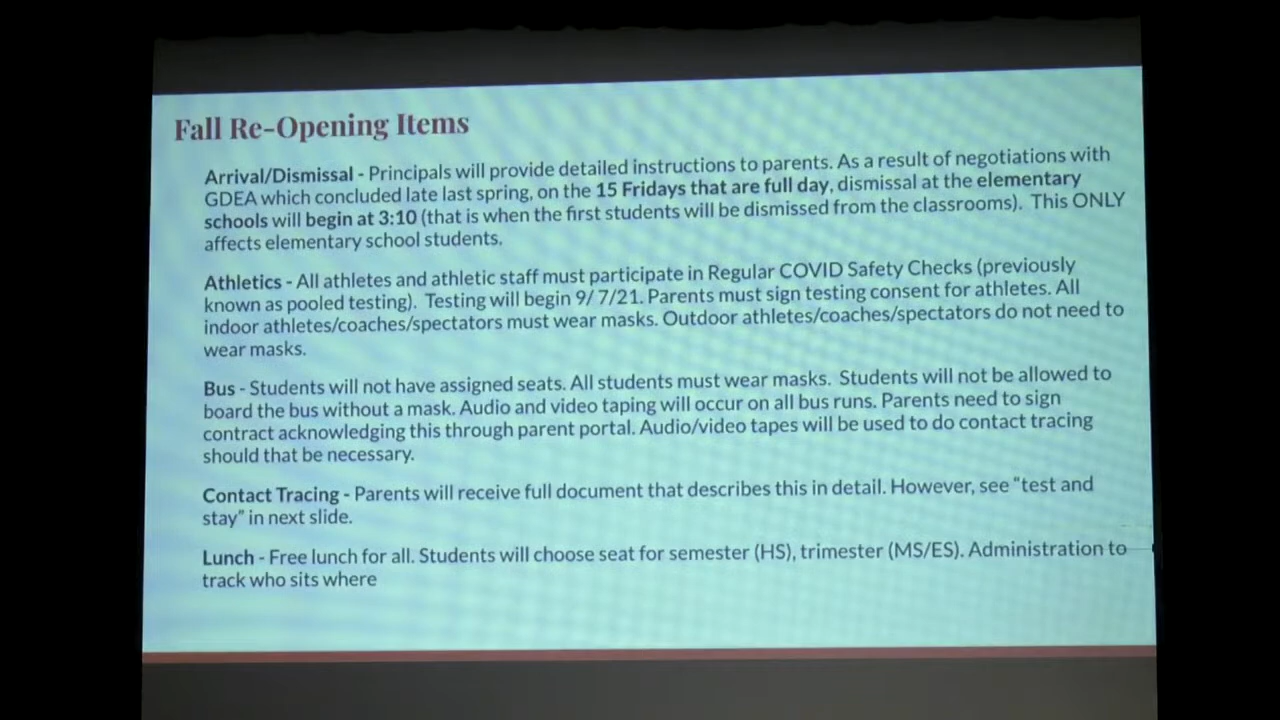 Fall Re-Opening Items
Arrival/Dismissal - Principals will provide detailed instructions to parents. As a result of negotiations with
GDEA which concluded late last spring, on the 15 Fridays that are full day, dismissal at the elementary
schools will begin at 3:10 (that is when the first students will be dismissed from the classrooms).  This ONLY
affects elementary school students.
Athletics - All athletes and athletic staff must participate in Regular COVID Safety Checks (previously
known as pooled testing).  Testing will begin 9/ 7/21. Parents must sign testing consent for athletes. All
indoor athletes/coaches/spectators must wear masks. Outdoor athletes/coaches/spectators do not need to
wear masks.
Bus - Students will not have assigned seats. All students must wear masks.  Students will not be allowed to
board the bus without a mask. Audio and video taping will occur on all bus runs. Parents need to sign
contract acknowledging this through parent portal. Audio/video tapes will be used to do contact tracing
should that be necessary.
Contact Tracing - Parents will receive full document that describes this in detail. However, see “test and
stay” in next slide.
Lunch - Free lunch for all. Students will choose seat for semester (HS), trimester (MS/ES). Administration to
track who sits where